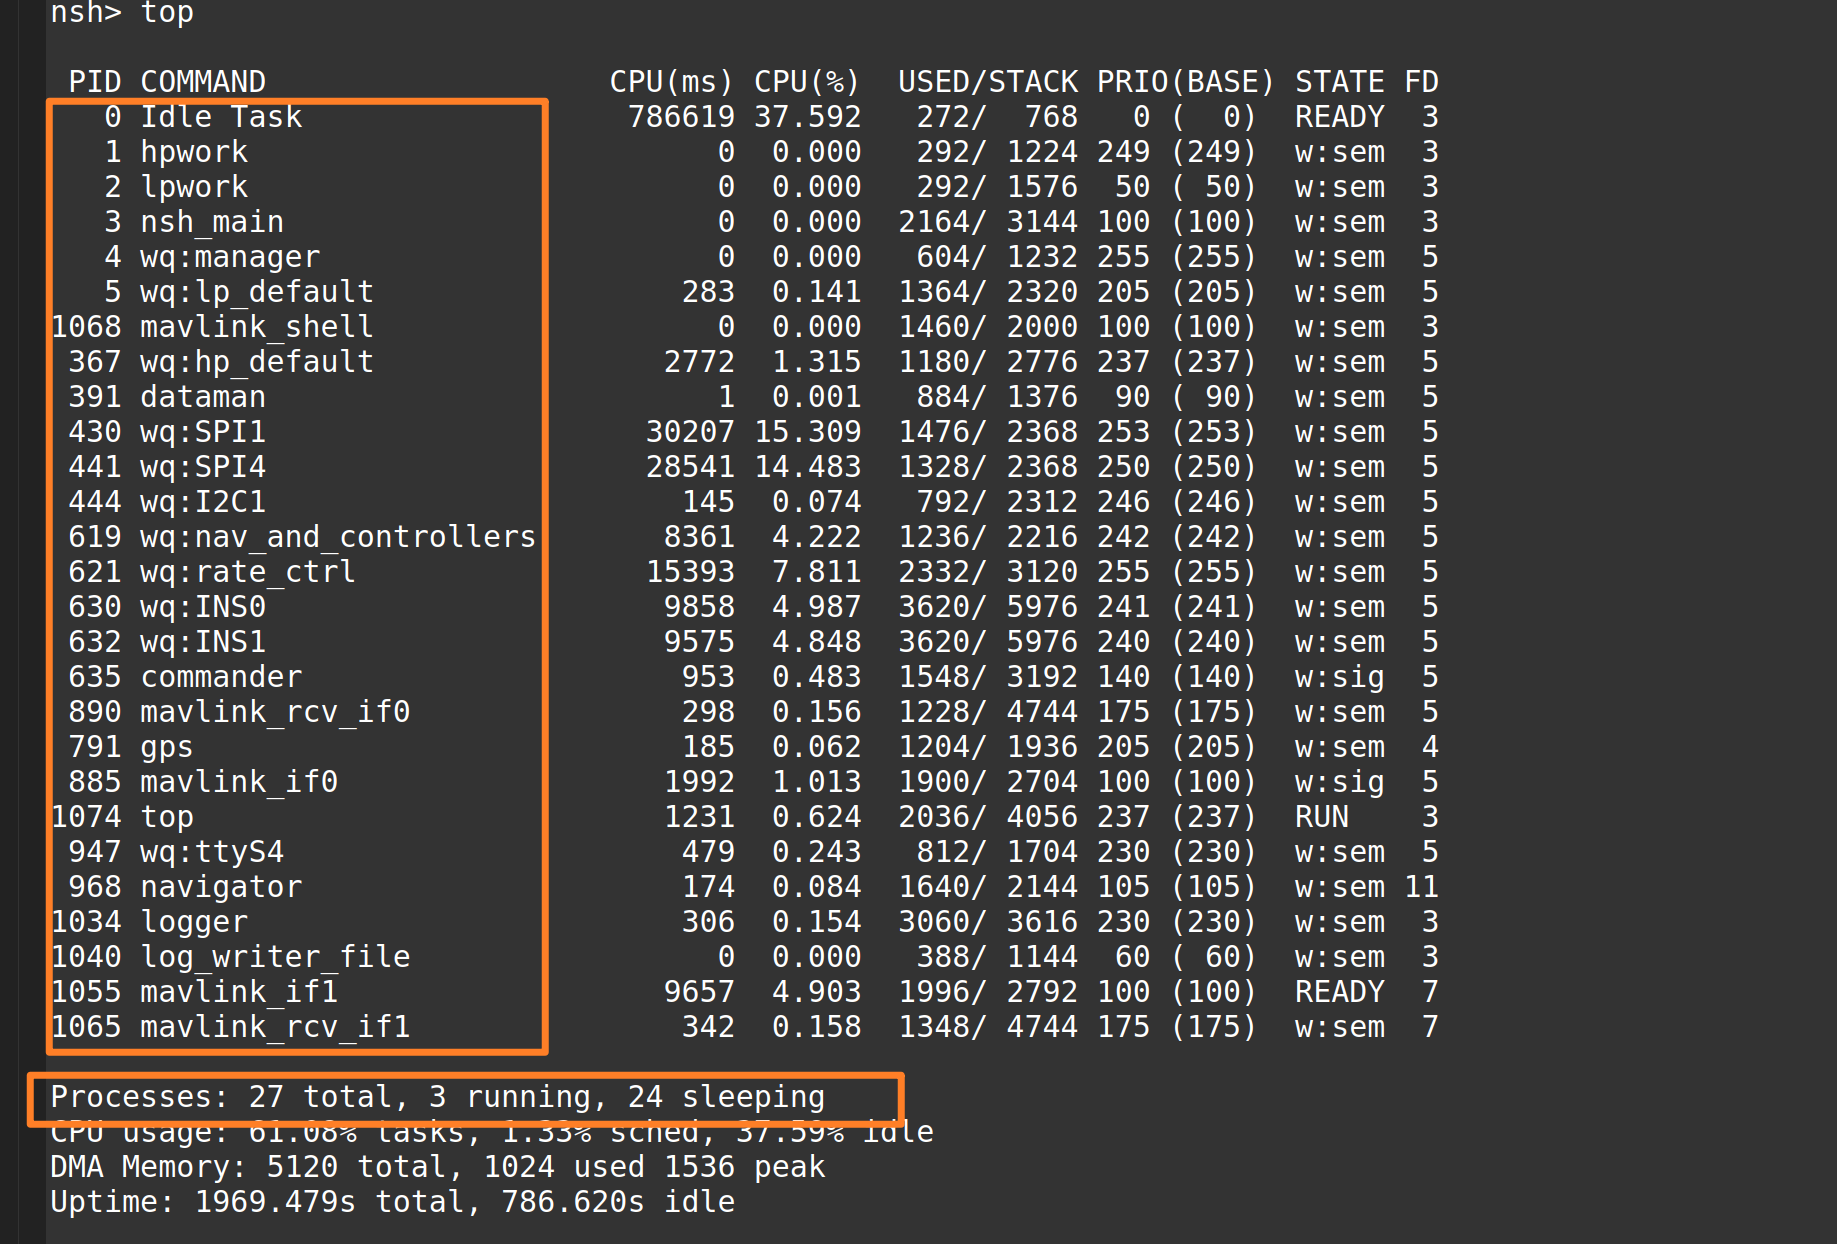 nsh> top
PID COMMAND CPU(ms) CPU(%) USED/STACK PRIO(BASE) STATE FD
0 Idle Task 786619 37.592 272/ 768 0 ( 0) READY 3
1 hpwork 0 0.000 292/ 1224 249 (249) w:sem 3
2 lpwork 0 0.000 292/ 1576 50 ( 50) w:sem 3
3 nsh_main 0 0.000 2164/ 3144 100 (100) w:sem 3
4 wq:manager 0 0.000 604/ 1232 255 (255) w:sem 5
5 wq:lp_default 283 0.141 1364/ 2320 205 (205) w:sem 5
1068 mavlink_shell 0 0.000 1460/ 2000 100 (100) w:sem 3
367 wq:hp_default 2772 1.315 1180/ 2776 237 (237) w:sem 5
391 dataman 1 0.001 884/ 1376 90 ( 90) w:sem 5
430 wq:SPI1 30207 15.309 1476/ 2368 253 (253) w:sem 5
441 wq:SPI4 28541 14.483 1328/ 2368 250 (250) w:sem 5
444 wq:I2C1 145 0.074 792/ 2312 246 (246) w:sem 5
619 wq:nav_and_controllers 8361 4.222 1236/ 2216 242 (242) w:sem 5
621 wq:rate_ctrl 15393 7.811 2332/ 3120 255 (255) w:sem 5
630 wq:INS0 9858 4.987 3620/ 5976 241 (241) w:sem 5
632 wq:INS1 9575 4.848 3620/ 5976 240 (240) w:sem 5
635 commander 953 0.483 1548/ 3192 140 (140) w:sig 5
890 mavlink_rcv_if0 298 0.156 1228/ 4744 175 (175) w:sem 5
791 gps 185 0.062 1204/ 1936 205 (205) w:sem 4
885 mavlink_if0 1992 1.013 1900/ 2704 100 (100) w:sig 5
1074 top 1231 0.624 2036/ 4056 237 (237) RUN 3
947 wq:ttyS4 479 0.243 812/ 1704 230 (230) w:sem 5
968 navigator 174 0.084 1640/ 2144 105 (105) w:sem 11
1034 logger 306 0.154 3060/ 3616 230 (230) w:sem 3
1040 log_writer_file 0 0.000 388/ 1144 60 ( 60) w:sem 3
1055 mavlink_if1 9657 4.903 1996/ 2792 100 (100) READY 7
1065 mavlink_rcv_if1 342 0.158 1348/ 4744 175 (175) w:sem 7
Processes: 27 total, 3 running, 24 sleeping
CPU usage: 61.08% tasks, 1.33% sched, 37.59% idle
DMA Memory: 5120 total, 1024 used 1536 peak
Uptime: 1969.479s total, 786.620s idle